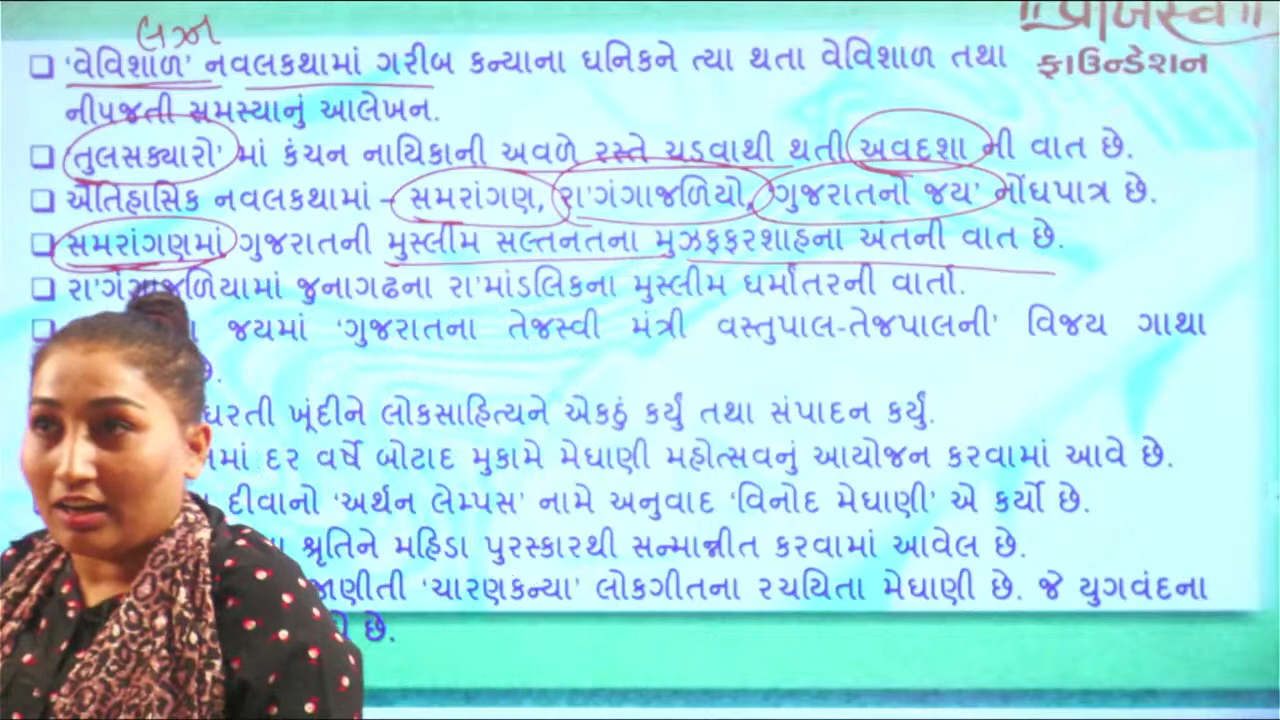 લગ્ન
॥પ્રાજસ્વ॥
ફાઉન્ડેશન
❑ 'વેવિશાળ' નવલકથામાં ગરીબ કન્યાના ધનિકને ત્યા થતા વેવિશાળ તથા
નીપજતી સમસ્યાનું આલેખન.
❑ તુલસક્યારો' માં કંચન નાયિકાની અવળે રસ્તે ચડવાથી થતી અવદશા ની વાત છે.
❑ ઐતિહાસિક નવલકથામાં - સમરાંગણ, રા'ગંગાજળિયો, ગુજરાતનો જય' નોંધપાત્ર છે.
❑ સમરાંગણમાં ગુજરાતની મુસ્લીમ સલ્તનતના મુઝફ્ફરશાહના અંતની વાત છે.
❑ રા'ગંગાજળિયામાં જુનાગઢના રા'માંડલિકના મુસ્લીમ ધર્માંતરની વાર્તા.
❑ જયમાં 'ગુજરાતના તેજસ્વી મંત્રી વસ્તુપાલ-તેજપાલની' વિજય ગાથા
ધરતી ખૂંદીને લોકસાહિત્યને એકઠું કર્યું તથા સંપાદન કર્યું.
દર વર્ષે બોટાદ મુકામે મેઘાણી મહોત્સવનું આયોજન કરવામાં આવે છે.
દીવાનો 'અર્થન લેમ્પસ' નામે અનુવાદ 'વિનોદ મેઘાણી' એ કર્યો છે.
શ્રૃતિને મહિડા પુરસ્કારથી સન્માન્નીત કરવામાં આવેલ છે.
જાણીતી 'ચારણકન્યા' લોકગીતના રચયિતા મેઘાણી છે. જે યુગવંદના
છે.